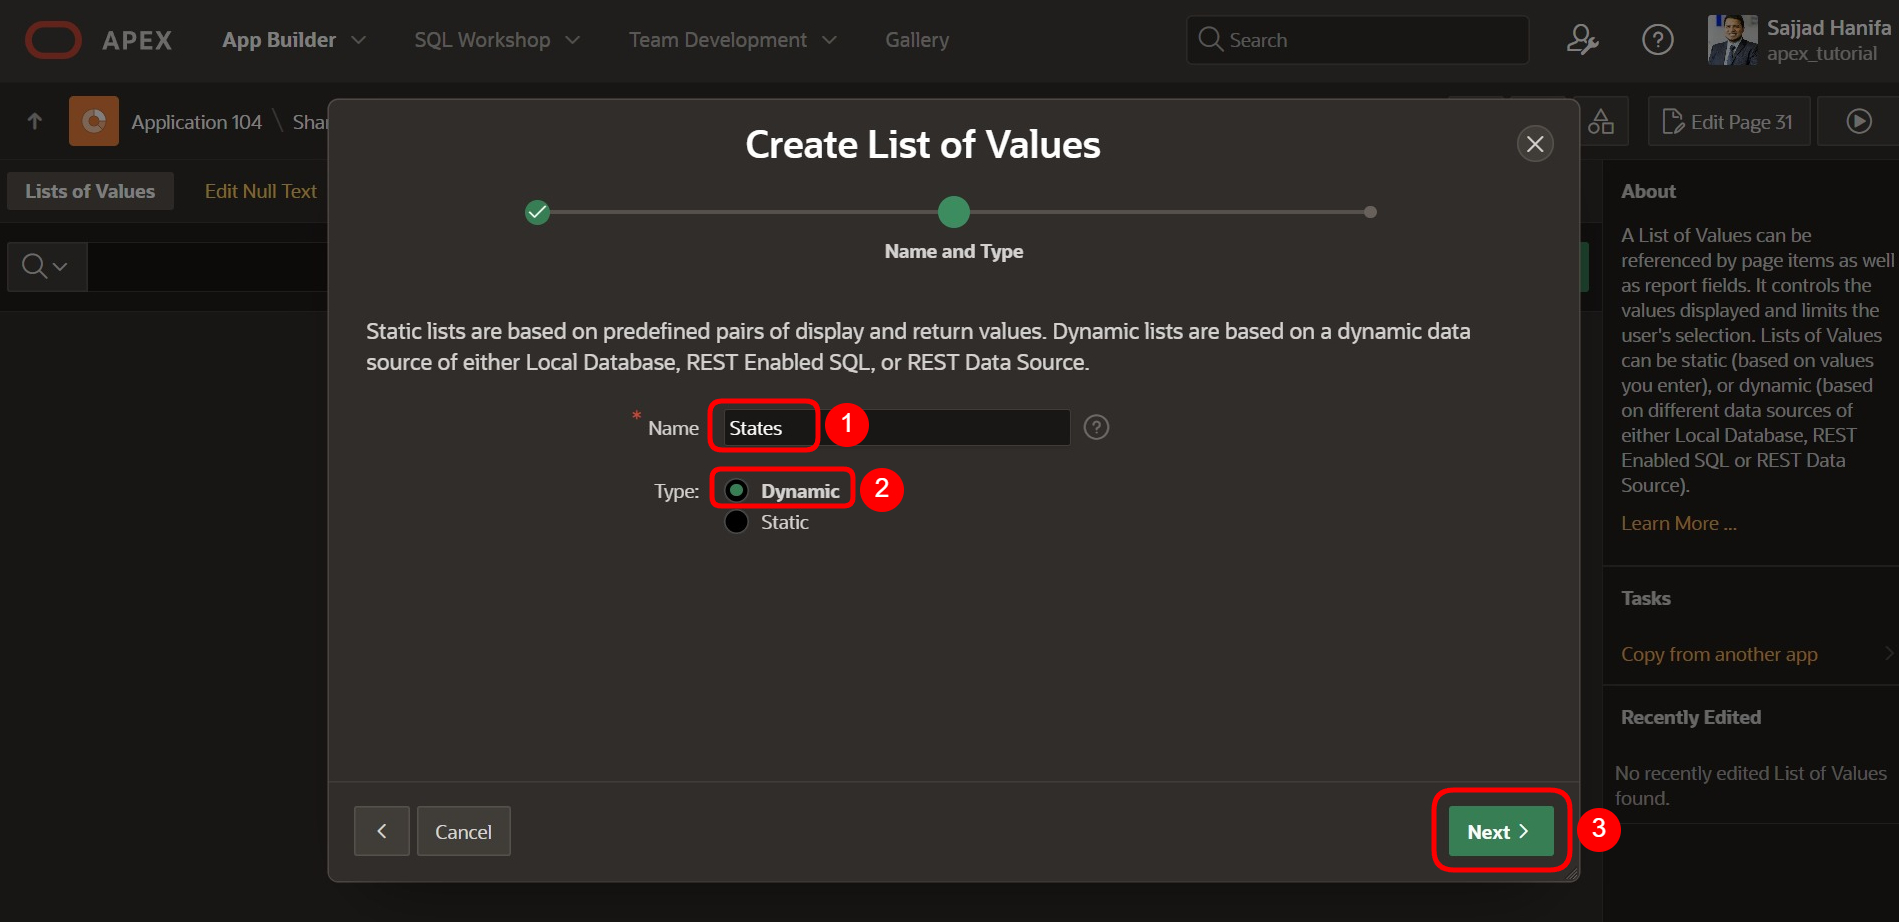 APEX
App Builder
SQL Workshop
Team Development
Gallery
Search
Sajjad Hanifa
apex_tutorial
Application 104 \ Shar
Edit Page 31
Lists of Values
Edit Null Text
Create List of Values
Name and Type
Static lists are based on predefined pairs of display and return values. Dynamic lists are based on a dynamic data
source of either Local Database, REST Enabled SQL, or REST Data Source.
* Name
States
1
?
Type:
Dynamic
2
Static
Cancel
Next
3
About
A List of Values can be
referenced by page items as well
as report fields. It controls the
values displayed and limits the
user's selection. Lists of Values
can be static (based on values
you enter), or dynamic (based
on different data sources of
either Local Database, REST
Enabled SQL or REST Data
Source).
Learn More ...
Tasks
Copy from another app
Recently Edited
No recently edited List of Values
found.